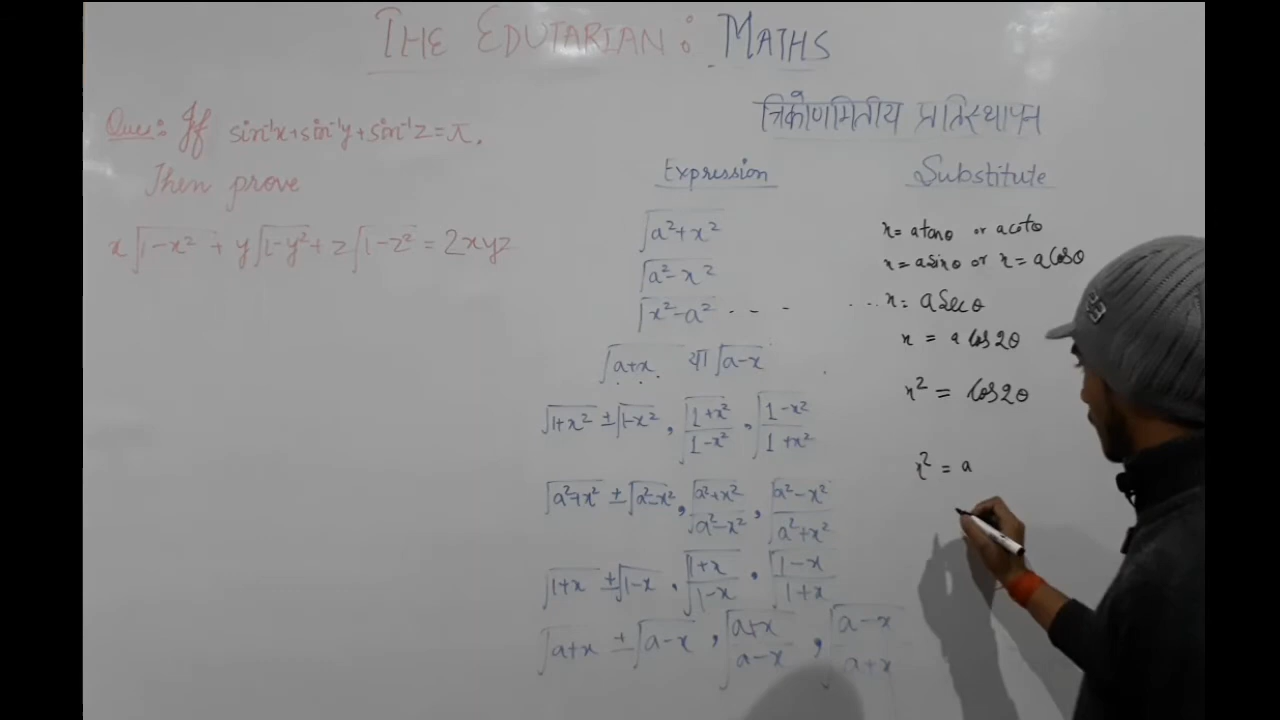 THE EDUTARIAN: MATHS
Ques:. If sin⁻¹x+sin⁻¹y+sin⁻¹z=π.
Then prove
x√(1-x²) + y√(1-y²) + z√(1-z²) = 2xyz
त्रिकोणमितीय प्रतिस्थापन
Expression Substitute
√(a²+x²) x= a tanθ or a cotθ
√(a²-x²) x= a sinθ or x = a Cosθ
√(x²-a²) - - - ... x= a Secθ
√(a+x) या √(a-x) x = a Cos2θ
√(1+x²) ± √(1-x²), √((1+x²)/(1-x²)), √((1-x²)/(1+x²)) x² = Cos2θ
√(a²+x²) ± √(a²-x²), √((a²+x²)/(a²-x²)), √((a²-x²)/(a²+x²)) x² = a
√(1+x) ± √(1-x), √((1+x)/(1-x)), √((1-x)/(1+x))
√(a+x) ± √(a-x), √((a+x)/(a-x)), √((a-x)/(a+x))